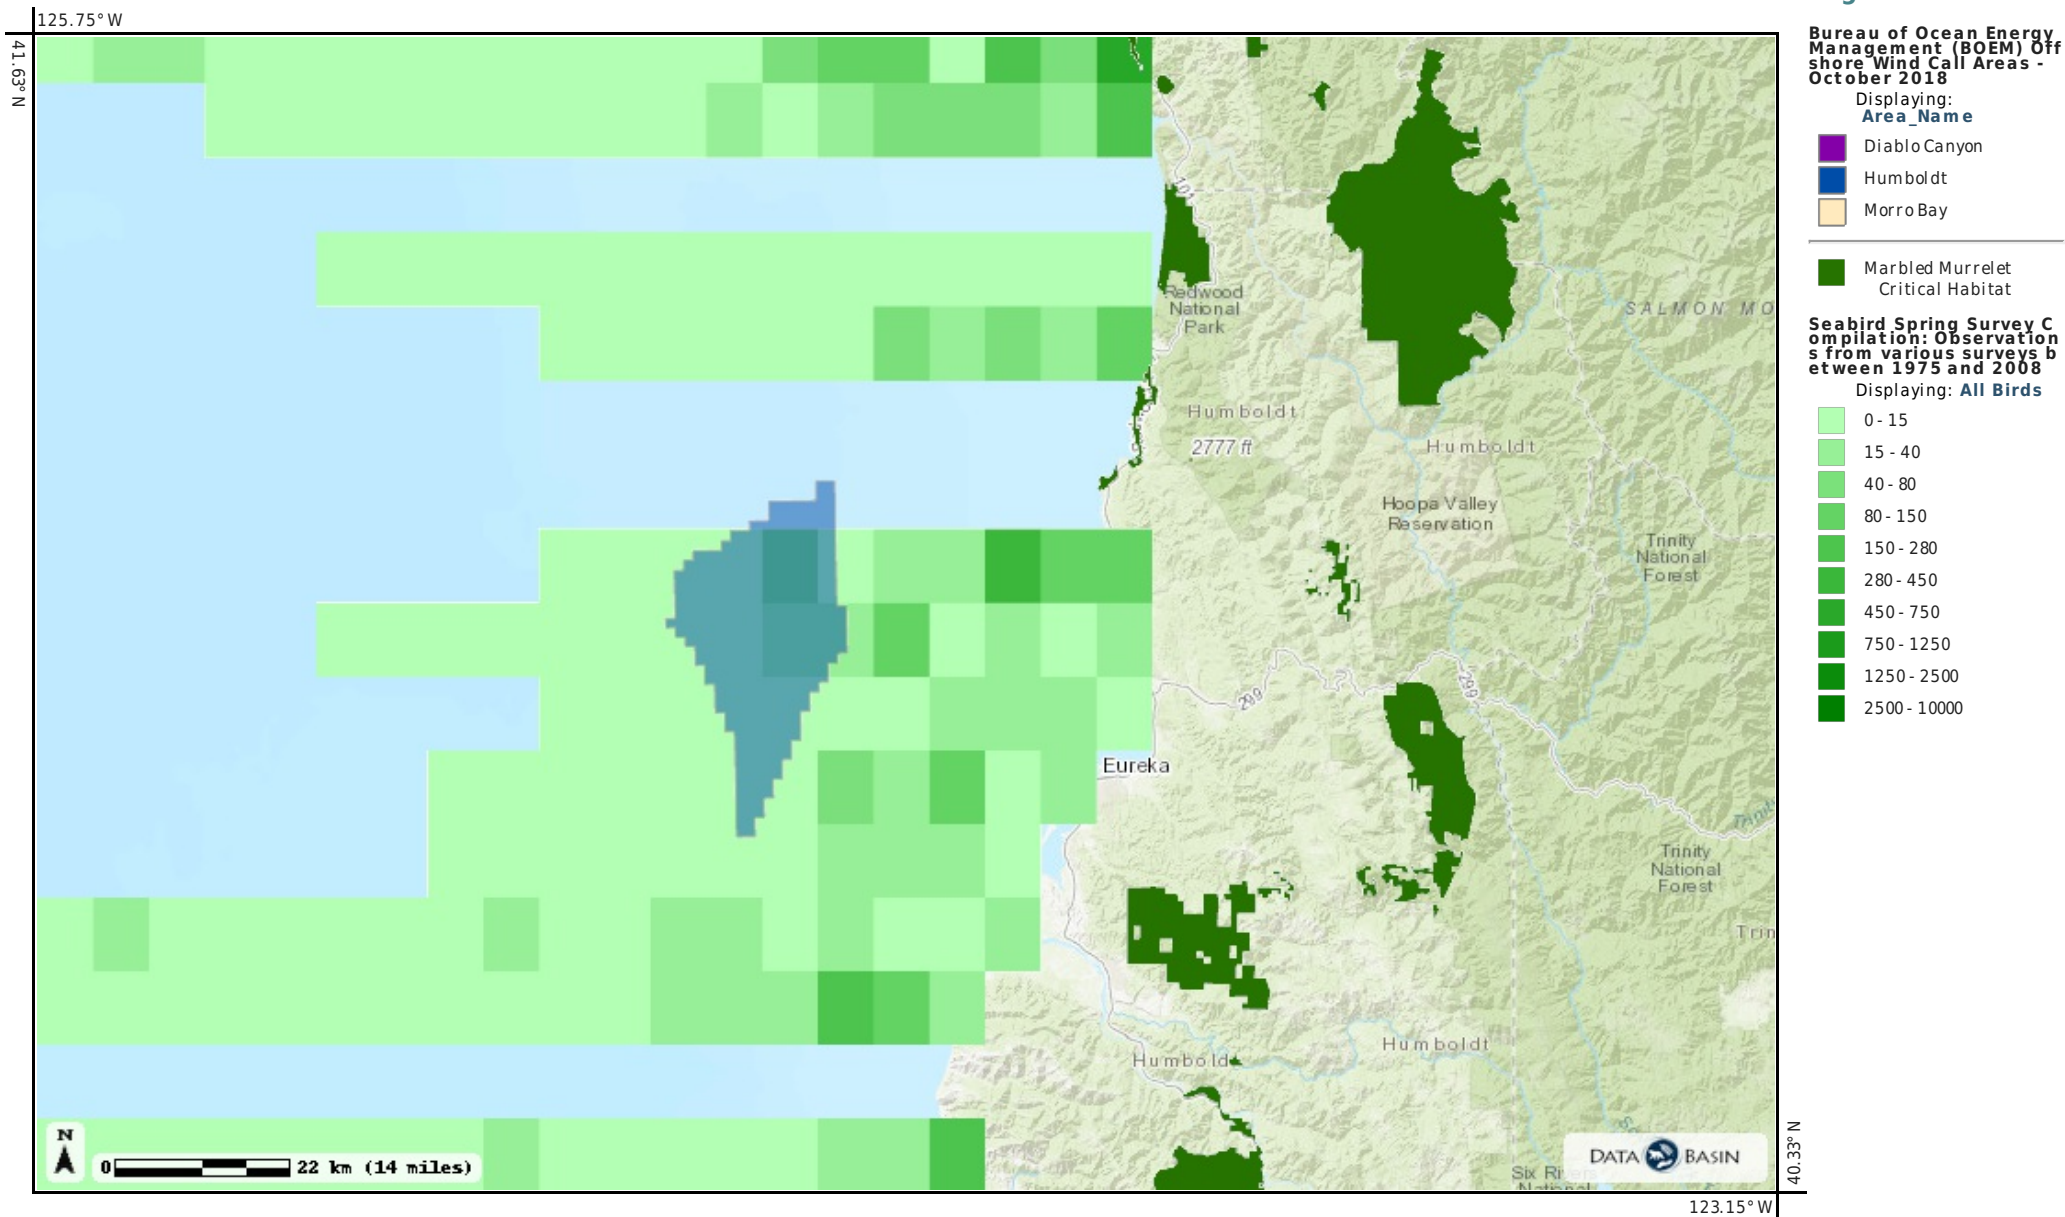 125.75° W
41.63° N
Bureau of Ocean Energy
Management (BOEM) Off
shore Wind Call Areas -
October 2018
Displaying:
Area_Name
Diablo Canyon
Humboldt
Morro Bay
Marbled Murrelet
Critical Habitat
Seabird Spring Survey C
ompilation: Observation
s from various surveys b
etween 1975 and 2008
Displaying: All Birds
0 - 15
15 - 40
40 - 80
80 - 150
150 - 280
280 - 450
450 - 750
750 - 1250
1250 - 2500
2500 - 10000
101
Redwood
National
Park
SALMON MO
Humboldt
2777 ft
Humboldt
Hoopa Valley
Reservation
Trinity
National
Forest
299
299
Eureka
Trinity
National
Forest
Trin
Humboldt
Humbold
N
0 22 km (14 miles)
DATA BASIN
Six Rivers
National
40.33° N
123.15° W